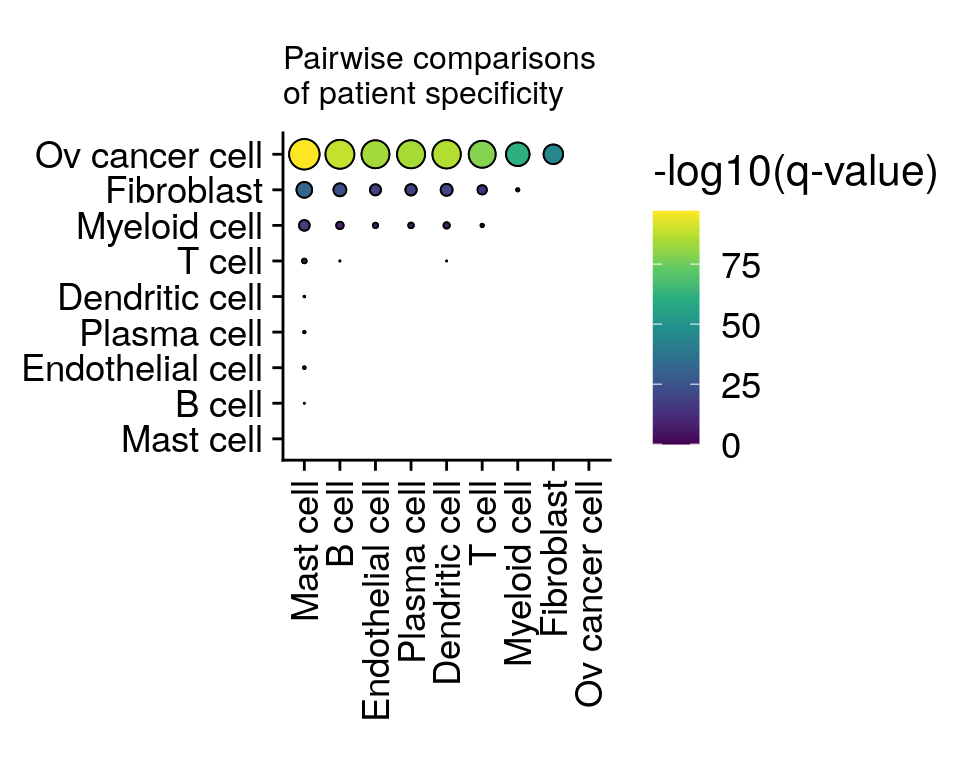 Pairwise comparisons
of patient specificity
Ov cancer cell
Fibroblast
Myeloid cell
T cell
Dendritic cell
Plasma cell
Endothelial cell
B cell
Mast cell
Mast cell
B cell
Endothelial cell
Plasma cell
Dendritic cell
T cell
Myeloid cell
Fibroblast
Ov cancer cell
-log10(q-value)
75
50
25
0